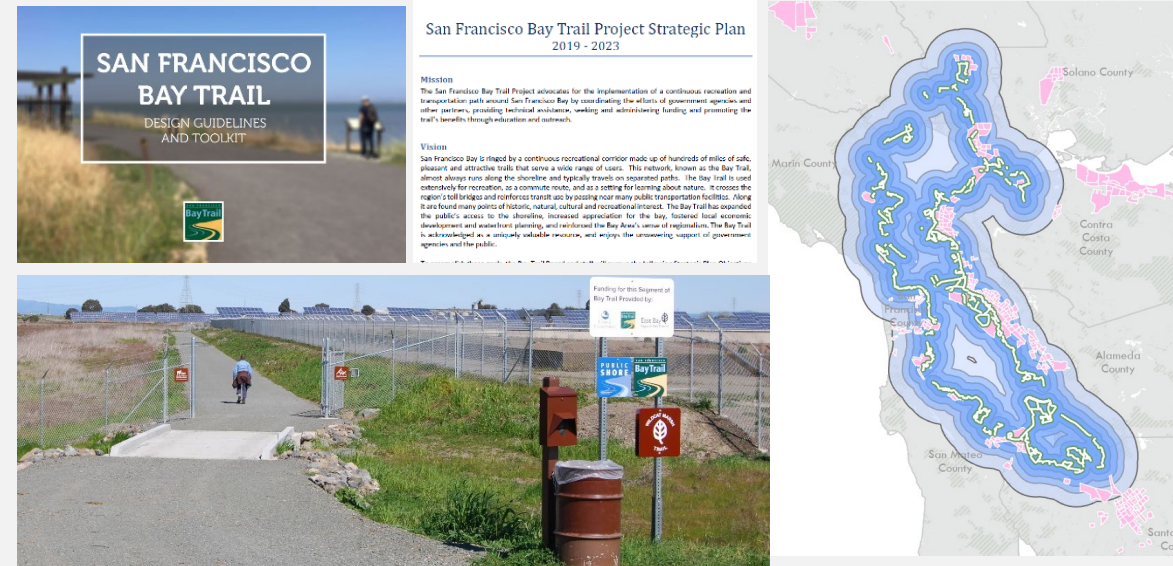 SAN FRANCISCO
BAY TRAIL
DESIGN GUIDELINES
AND TOOLKIT
Bay Trail
San Francisco Bay Trail Project Strategic Plan
2019 - 2023
Mission
The San Francisco Bay Trail Project advocates for the implementation of a continuous recreation and
transportation path around San Francisco Bay by coordinating the efforts of government agencies and
other partners, providing technical assistance, seeking and administering funding and promoting the
trail's benefits through education and outreach.
Vision
San Francisco Bay is ringed by a continuous recreational corridor made up of hundreds of miles of safe,
pleasant and attractive trails that serve a wide range of users. This network, known as the Bay Trail,
almost always runs along the shoreline and typically travels on separated paths. The Bay Trail is used
extensively for recreation, as a commute route, and as a setting for learning about nature. It crosses the
region's toll bridges and reinforces transit use by passing near many public transportation facilities. Along
it are found many points of historic, natural, cultural and recreational interest. The Bay Trail has expanded
the public's access to the shoreline, increased appreciation for the bay, fostered local economic
development and waterfront planning, and reinforced the Bay Area's sense of regionalism. The Bay Trail
is acknowledged as a uniquely valuable resource, and enjoys the unwavering support of government
agencies and the public.
Funding for this Segment of
Bay Trail Provided by:
East Bay
PUBLIC
SHORE
Bay Trail
WILDCAT MARSH
TRAIL
Solano County
Marin County
Contra
Costa
County
Alameda
County
San Mateo
County